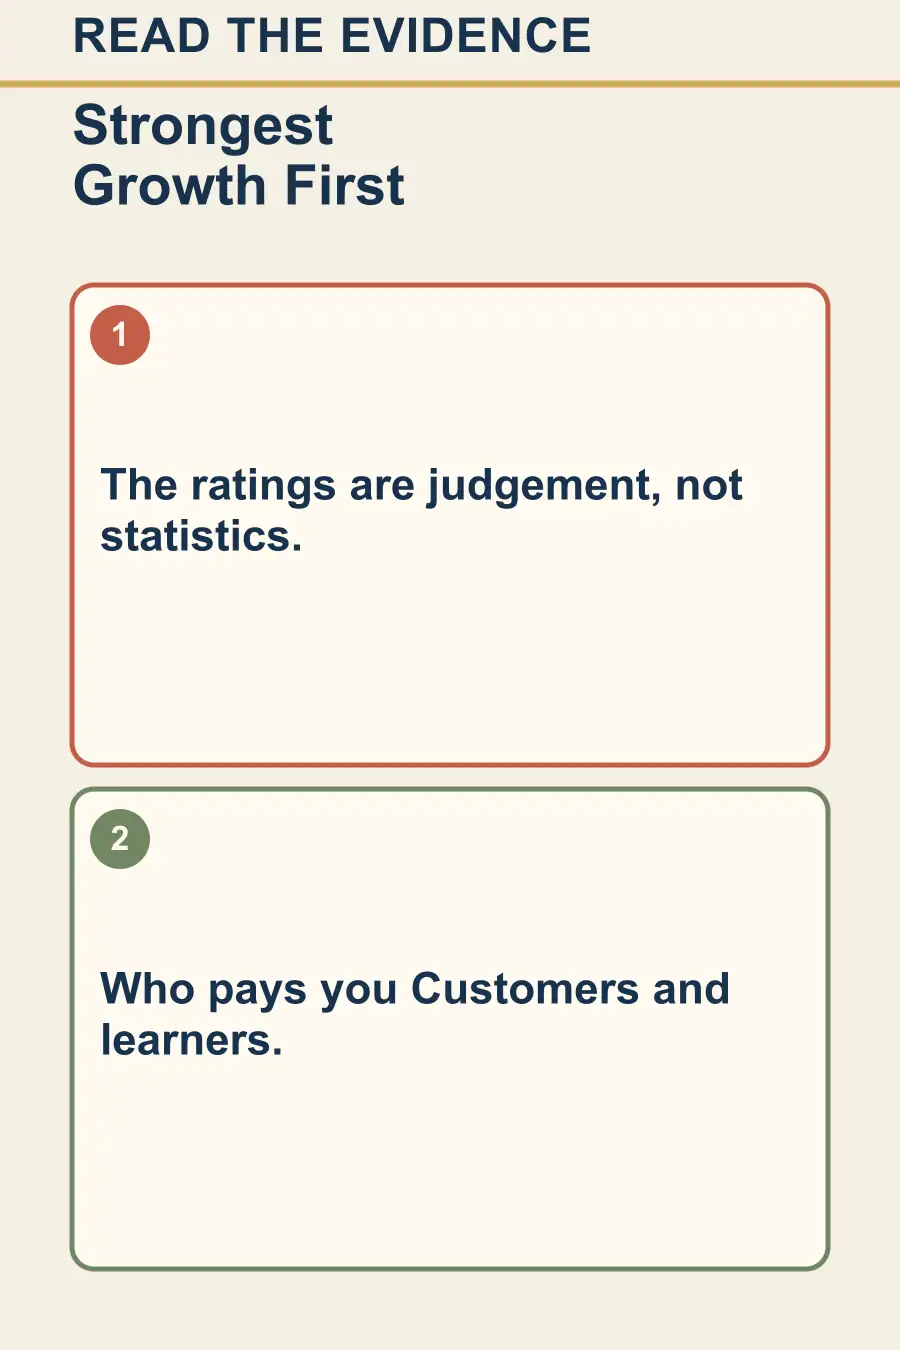 READ THE EVIDENCE
Strongest
Growth First
1
The ratings are judgement, not
statistics.
2
Who pays you Customers and
learners.